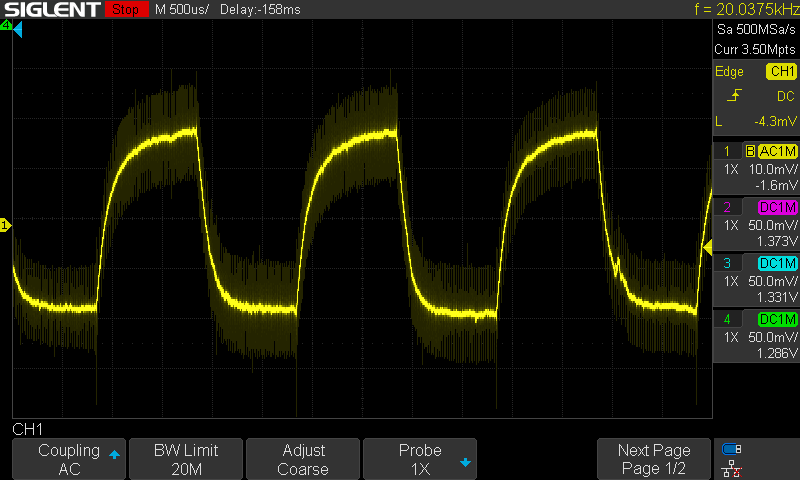 SIGLENT Stop M 500us/ Delay:-158ms f = 20.0375kHz
Sa 500MSa/s
Curr 3.50Mpts
4
Edge CH1
DC
L -4.3mV
1 B AC1M
1X 10.0mV/
-1.6mV
2 DC1M
1X 50.0mV/
1.373V
1
3 DC1M
1X 50.0mV/
1.331V
4 DC1M
1X 50.0mV/
1.286V
CH1
Coupling
AC
BW Limit
20M
Adjust
Coarse
Probe
1X
Next Page
Page 1/2